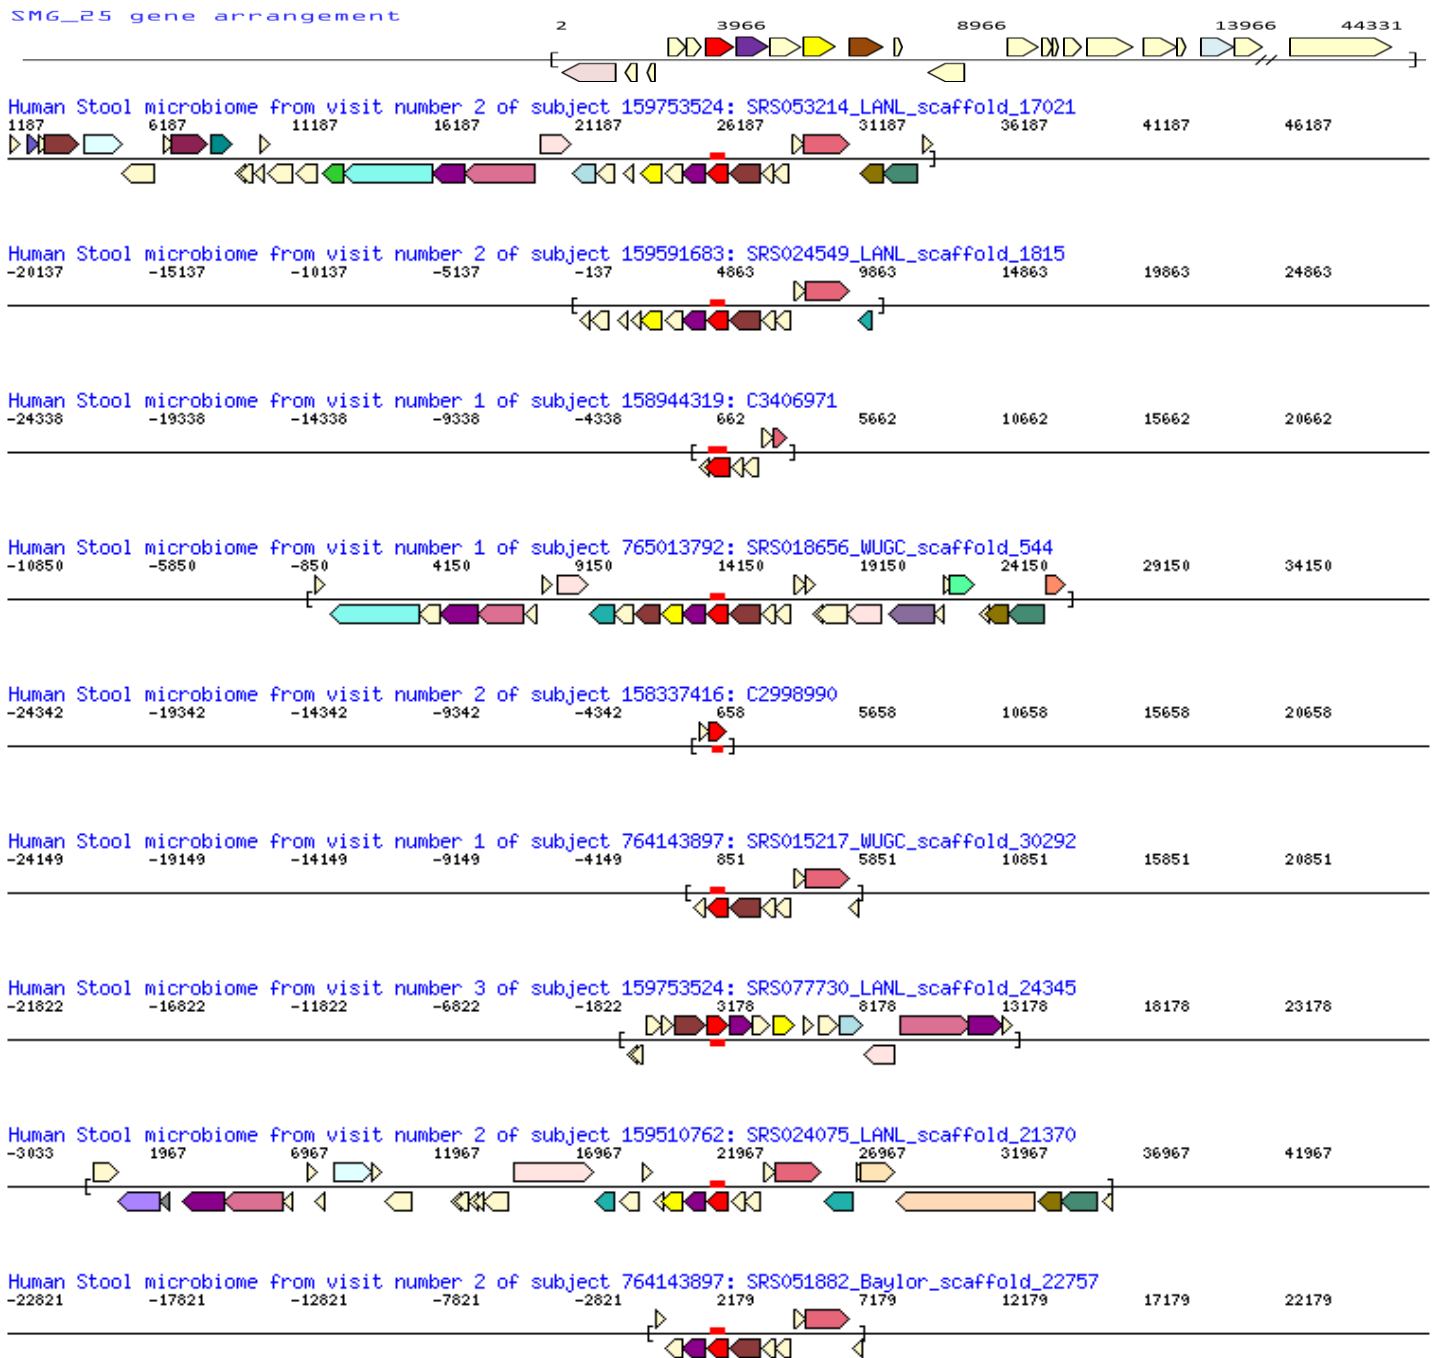 SMG_25 gene arrangement
2 3966 8966 13966 44331
Human Stool microbiome from visit number 2 of subject 159753524: SRS053214_LANL_scaffold_17021
1187 6187 11187 16187 21187 26187 31187 36187 41187 46187
Human Stool microbiome from visit number 2 of subject 159591683: SRS024549_LANL_scaffold_1815
-20137 -15137 -10137 -5137 -137 4863 9863 14863 19863 24863
Human Stool microbiome from visit number 1 of subject 158944319: C3406971
-24338 -19338 -14338 -9338 -4338 662 5662 10662 15662 20662
Human Stool microbiome from visit number 1 of subject 765013792: SRS018656_WUGC_scaffold_544
-10850 -5850 -850 4150 9150 14150 19150 24150 29150 34150
Human Stool microbiome from visit number 2 of subject 158337416: C2998990
-24342 -19342 -14342 -9342 -4342 658 5658 10658 15658 20658
Human Stool microbiome from visit number 1 of subject 764143897: SRS015217_WUGC_scaffold_30292
-24149 -19149 -14149 -9149 -4149 851 5851 10851 15851 20851
Human Stool microbiome from visit number 3 of subject 159753524: SRS077730_LANL_scaffold_24345
-21822 -16822 -11822 -6822 -1822 3178 8178 13178 18178 23178
Human Stool microbiome from visit number 2 of subject 159510762: SRS024075_LANL_scaffold_21370
-3033 1967 6967 11967 16967 21967 26967 31967 36967 41967
Human Stool microbiome from visit number 2 of subject 764143897: SRS051882_Baylor_scaffold_22757
-22821 -17821 -12821 -7821 -2821 2179 7179 12179 17179 22179